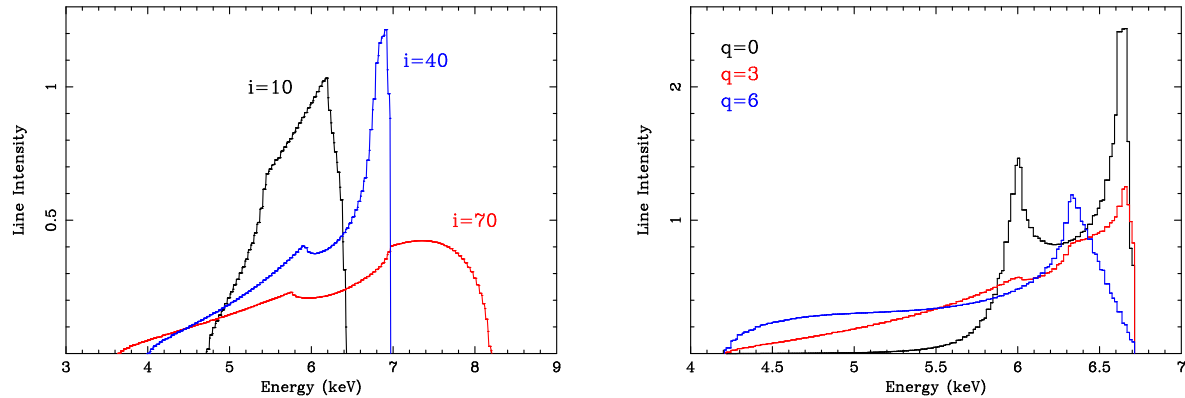 i=10
i=40
i=70
1
0.5
Line Intensity
3 4 5 6 7 8 9
Energy (keV)
q=0
q=3
q=6
2
1
Line Intensity
4 4.5 5 5.5 6 6.5 7
Energy (keV)